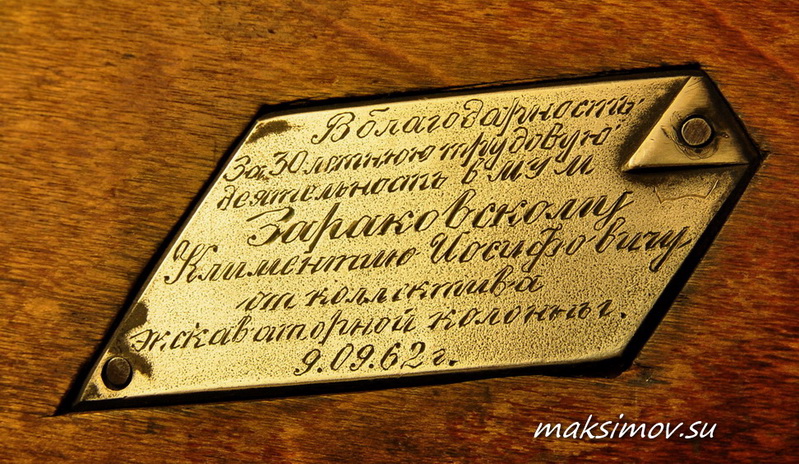 В благодарность
За 30 летнюю трудовую
деятельность в МУМ
Зараковскому
Климентию Иосифовичу
от коллектива
экскаваторной колонны.
9.09.62 г.
maksimov.su